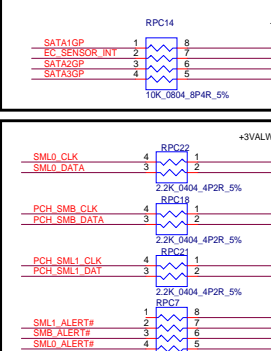 RPC14
SATA1GP 1 8
EC_SENSOR_INT 2 7
SATA2GP 3 6
SATA3GP 4 5
10K_0804_8P4R_5%
+3VALW
RPC22
SML0_CLK 4 1
SML0_DATA 3 2
2.2K_0404_4P2R_5%
RPC18
PCH_SMB_CLK 4 1
PCH_SMB_DATA 3 2
2.2K_0404_4P2R_5%
RPC21
PCH_SML1_CLK 4 1
PCH_SML1_DAT 3 2
2.2K_0404_4P2R_5%
RPC7
1 8
SML1_ALERT# 2 7
SMB_ALERT# 3 6
SML0_ALERT# 4 5